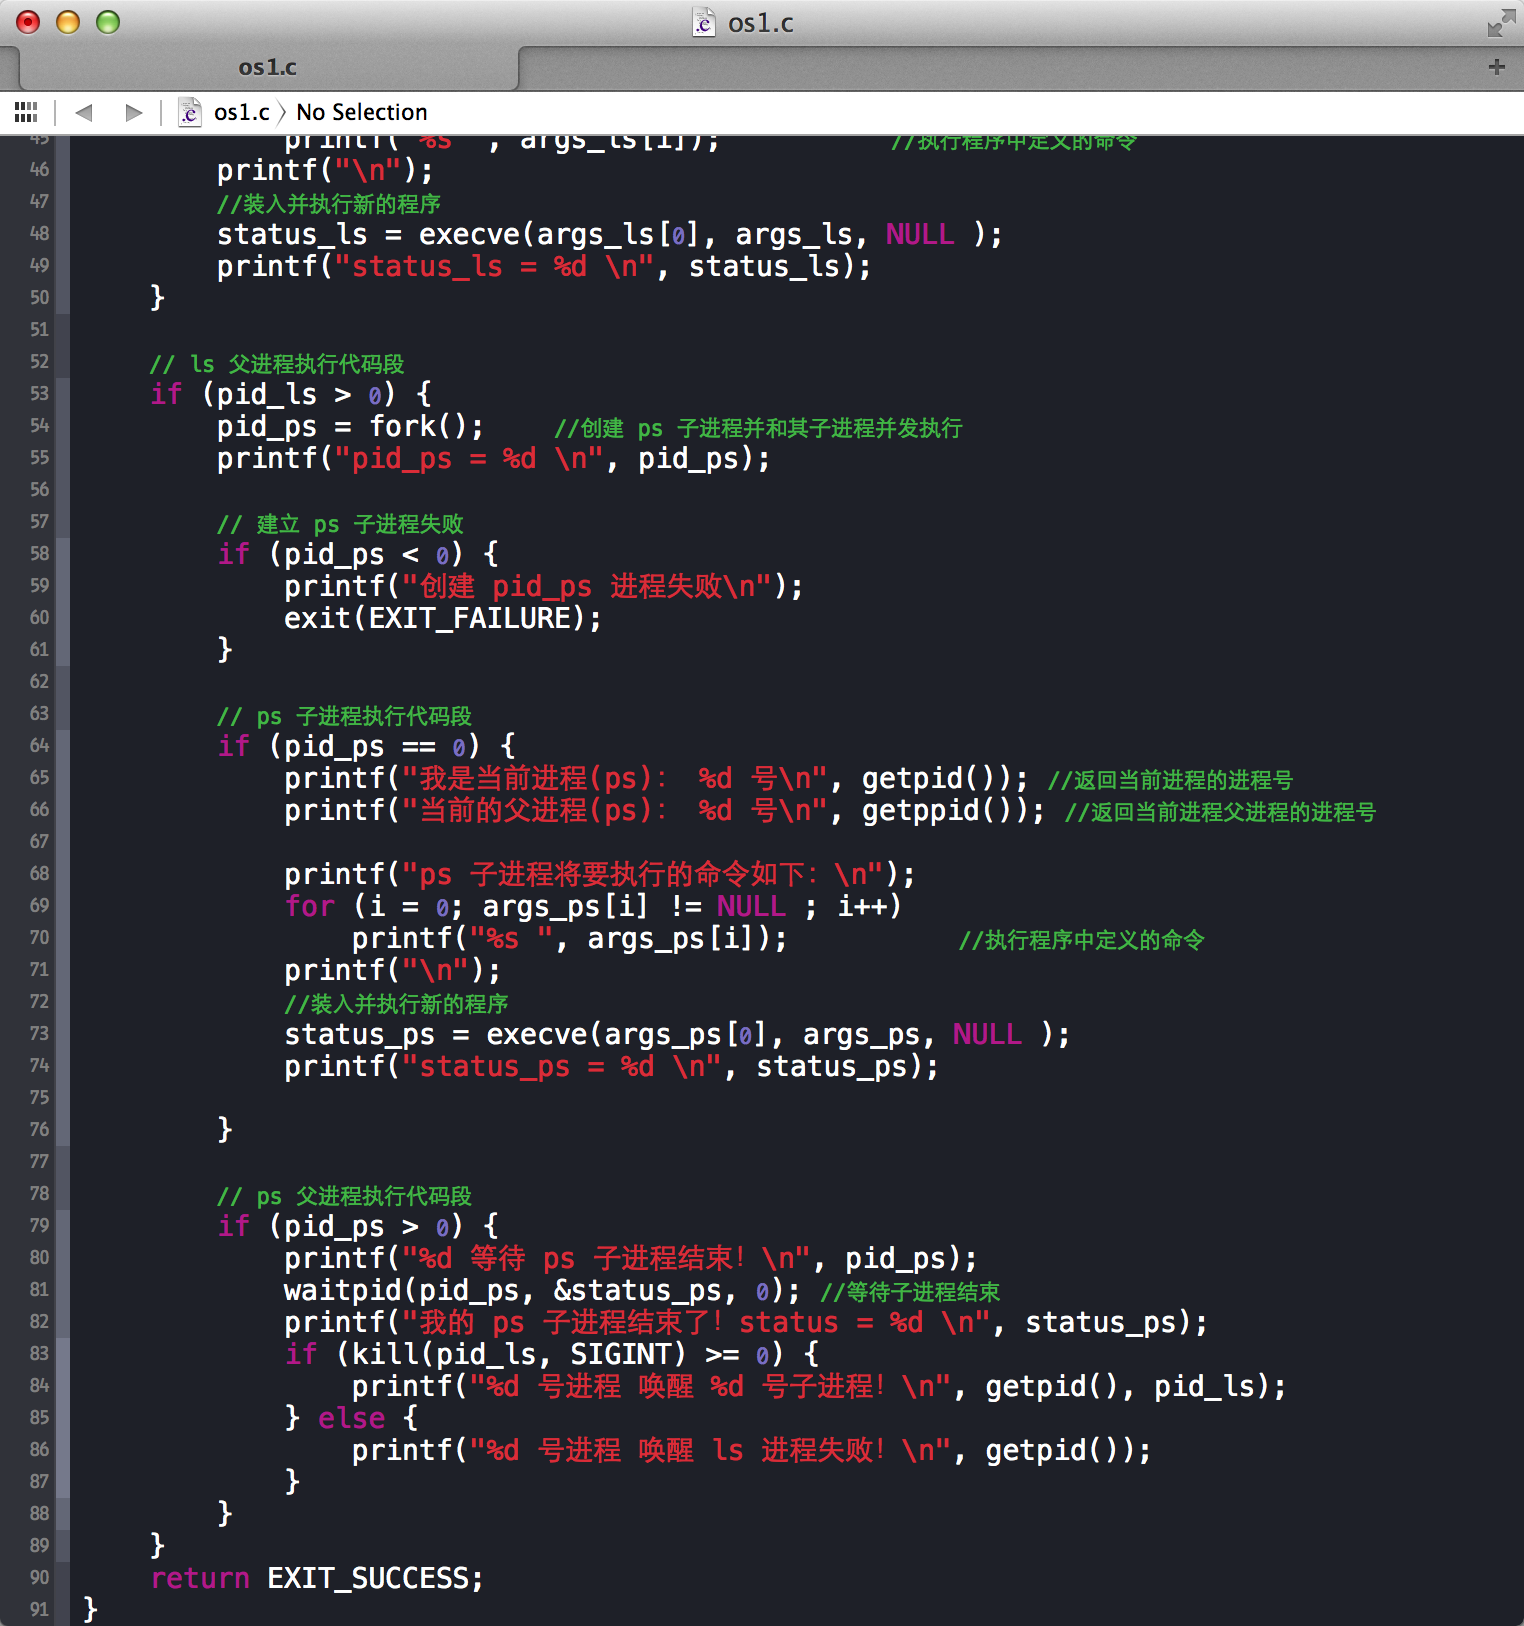 os1.c
os1.c
os1.c 〉 No Selection
45 printf("%s ", args_ls[i]); //执行程序中定义的命令
46 printf("\n");
47 //装入并执行新的程序
48 status_ls = execve(args_ls[0], args_ls, NULL );
49 printf("status_ls = %d \n", status_ls);
50 }
51
52 // ls 父进程执行代码段
53 if (pid_ls > 0) {
54 pid_ps = fork(); //创建 ps 子进程并和其子进程并发执行
55 printf("pid_ps = %d \n", pid_ps);
56
57 // 建立 ps 子进程失败
58 if (pid_ps < 0) {
59 printf("创建 pid_ps 进程失败\n");
60 exit(EXIT_FAILURE);
61 }
62
63 // ps 子进程执行代码段
64 if (pid_ps == 0) {
65 printf("我是当前进程(ps)： %d 号\n", getpid()); //返回当前进程的进程号
66 printf("当前的父进程(ps)： %d 号\n", getppid()); //返回当前进程父进程的进程号
67
68 printf("ps 子进程将要执行的命令如下：\n");
69 for (i = 0; args_ps[i] != NULL ; i++)
70 printf("%s ", args_ps[i]); //执行程序中定义的命令
71 printf("\n");
72 //装入并执行新的程序
73 status_ps = execve(args_ps[0], args_ps, NULL );
74 printf("status_ps = %d \n", status_ps);
75
76 }
77
78 // ps 父进程执行代码段
79 if (pid_ps > 0) {
80 printf("%d 等待 ps 子进程结束！\n", pid_ps);
81 waitpid(pid_ps, &status_ps, 0); //等待子进程结束
82 printf("我的 ps 子进程结束了！status = %d \n", status_ps);
83 if (kill(pid_ls, SIGINT) >= 0) {
84 printf("%d 号进程 唤醒 %d 号子进程！\n", getpid(), pid_ls);
85 } else {
86 printf("%d 号进程 唤醒 ls 进程失败！\n", getpid());
87 }
88 }
89 }
90 return EXIT_SUCCESS;
91 }